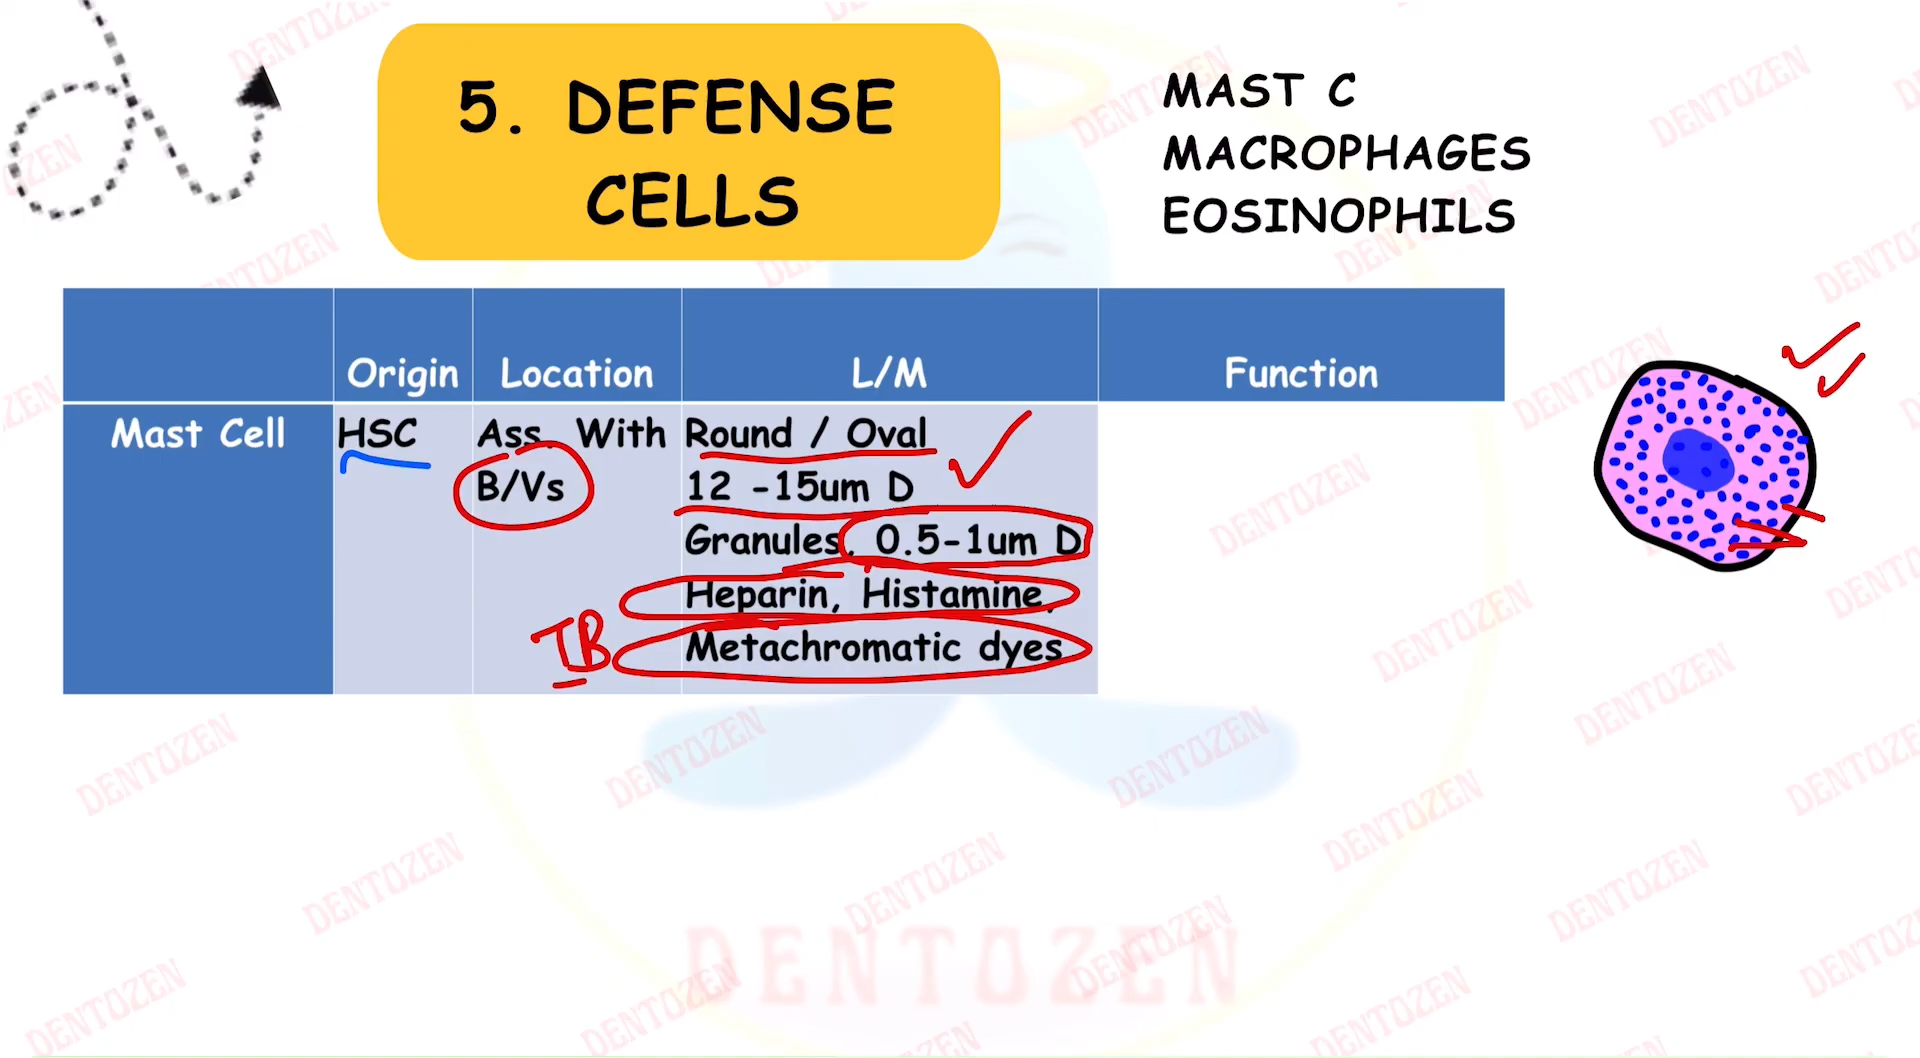 5. DEFENSE
CELLS
MAST C
MACROPHAGES
EOSINOPHILS
Origin
Location
L/M
Function
Mast Cell
HSC
Ass. With
B/Vs
Round / Oval
12 -15um D
Granules, 0.5-1um D
Heparin, Histamine,
Metachromatic dyes
TB
DENTOZEN